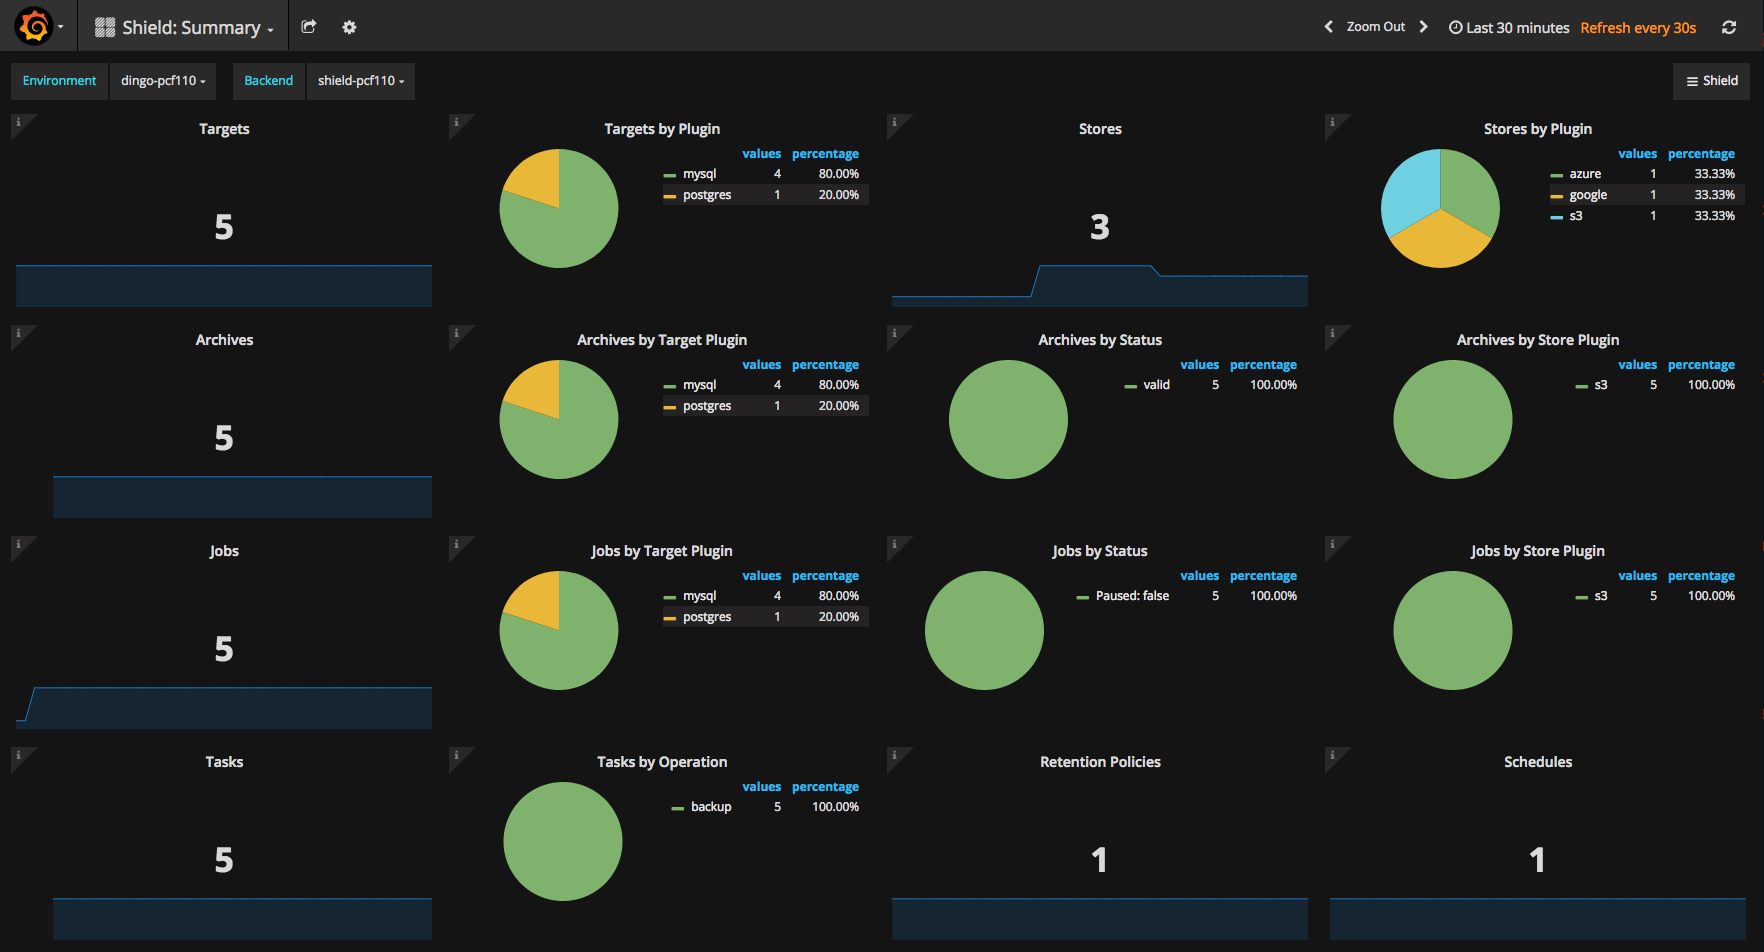 Shield: Summary
Zoom Out
Last 30 minutes
Refresh every 30s
Environment
dingo-pcf110
Backend
shield-pcf110
Shield
Targets
5
Targets by Plugin
values percentage
mysql 4 80.00%
postgres 1 20.00%
Stores
3
Stores by Plugin
values percentage
azure 1 33.33%
google 1 33.33%
s3 1 33.33%
Archives
5
Archives by Target Plugin
values percentage
mysql 4 80.00%
postgres 1 20.00%
Archives by Status
values percentage
valid 5 100.00%
Archives by Store Plugin
values percentage
s3 5 100.00%
Jobs
5
Jobs by Target Plugin
values percentage
mysql 4 80.00%
postgres 1 20.00%
Jobs by Status
values percentage
Paused: false 5 100.00%
Jobs by Store Plugin
values percentage
s3 5 100.00%
Tasks
5
Tasks by Operation
values percentage
backup 5 100.00%
Retention Policies
1
Schedules
1